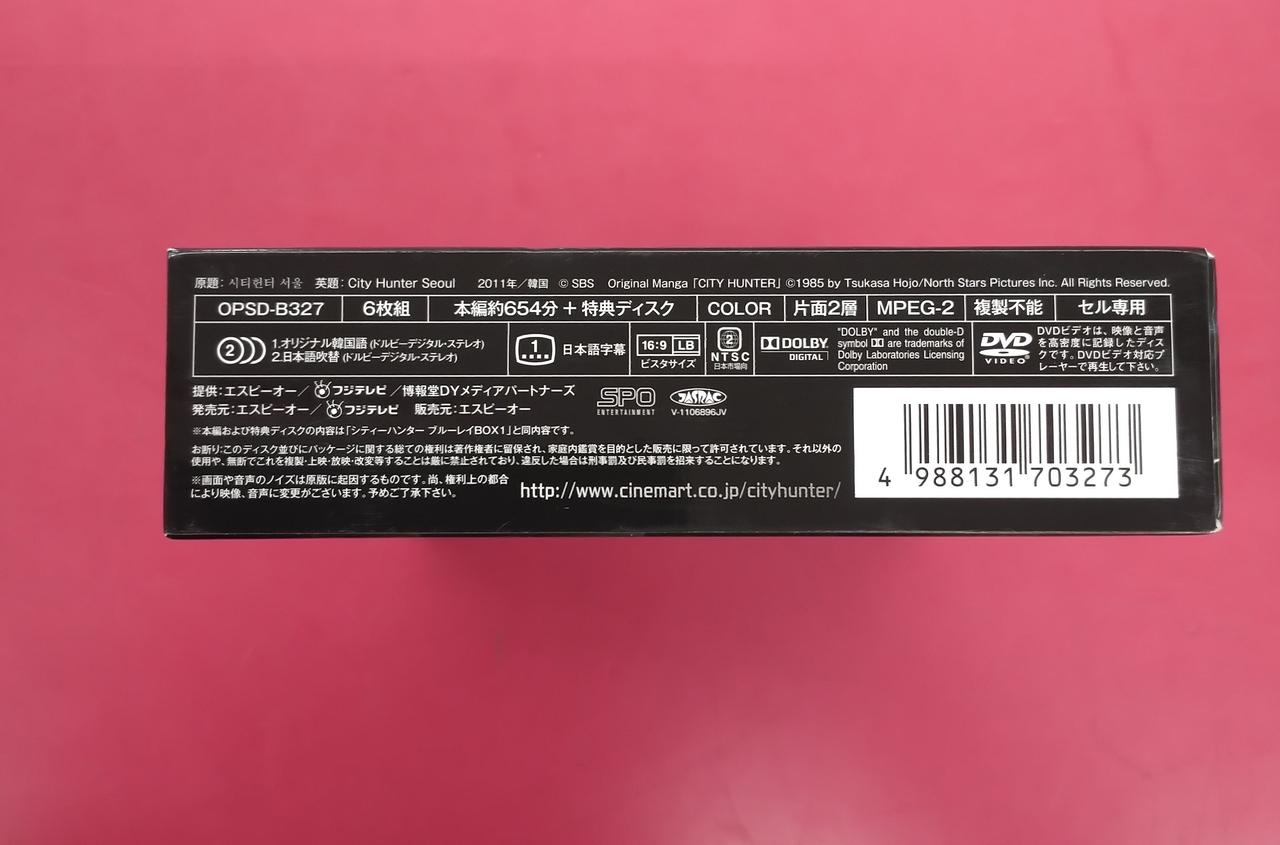 原題：시티헌터 서울 英題：City Hunter Seoul 2011年／韓国 © SBS Original Manga「CITY HUNTER」©1985 by Tsukasa Hojo/North Stars Pictures Inc. All Rights Reserved.
OPSD-B327 6枚組 本編約654分＋特典ディスク COLOR 片面2層 MPEG-2 複製不能 セル専用
2 1.オリジナル韓国語（ドルビーデジタル・ステレオ）
2.日本語吹替（ドルビーデジタル・ステレオ）
1 日本語字幕
16:9 LB
ビスタサイズ
2
NTSC
日本市場向
DOLBY
DIGITAL
"DOLBY" and the double-D
symbol are trademarks of
Dolby Laboratories Licensing
Corporation
DVD
VIDEO
DVDビデオは、映像と音声
を高密度に記録したディス
クです。DVDビデオ対応プ
レーヤーで再生して下さい。
提供：エスピーオー／フジテレビ／博報堂DYメディアパートナーズ
発売元：エスピーオー／フジテレビ 販売元：エスピーオー
SPO
ENTERTAINMENT
JASRAC
V-1106896JV
※本編および特典ディスクの内容は「シティーハンター ブルーレイBOX1」と同内容です。
お断り：このディスク並びにパッケージに関する総ての権利は著作権者に留保され、家庭内鑑賞を目的とした販売に限って許可されています。それ以外の
使用や、無断でこれを複製・上映・放映・改変等することは厳に禁止されており、違反した場合は刑事罰及び民事罰を招来することになります。
※画面や音声のノイズは原版に起因するものです。尚、権利上の都合
により映像、音声に変更がございます。予めご了承下さい。
http://www.cinemart.co.jp/cityhunter/
4 988131 703273